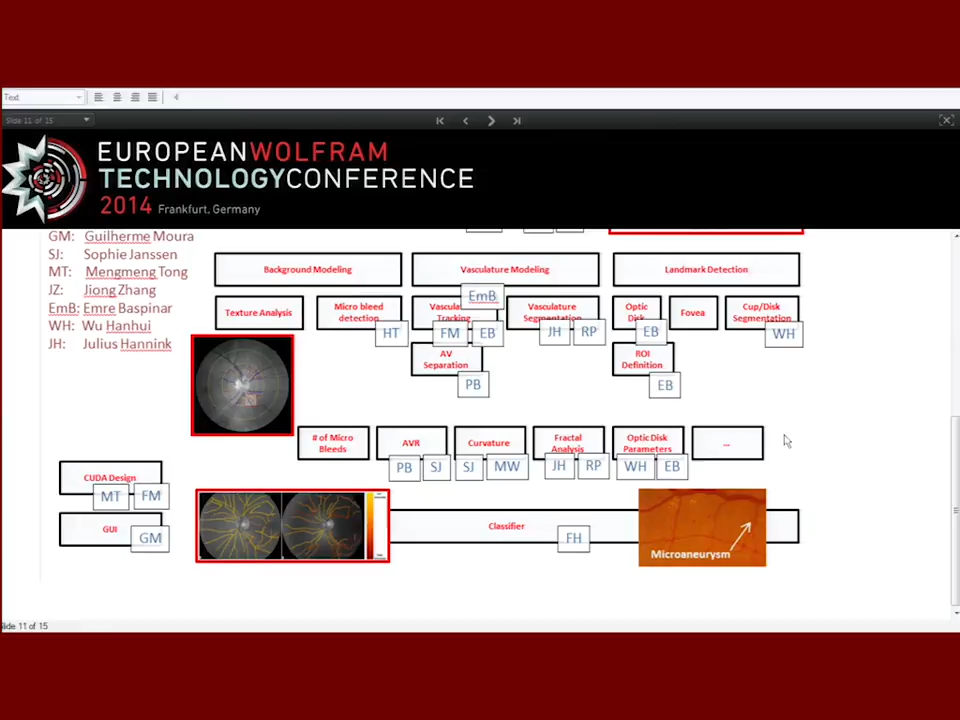 Text
Slide 11 of 15
EUROPEANWOLFRAM
TECHNOLOGYCONFERENCE
2014 Frankfurt, Germany
GM: Guilherme Moura
SJ: Sophie Janssen
MT: Mengmeng Tong
JZ: Jiong Zhang
EmB: Emre Baspinar
WH: Wu Hanhui
JH: Julius Hannink
Background Modeling
Vasculature Modeling
Landmark Detection
EmB
Texture Analysis
Micro bleed
detection
HT
Tracking
FM
EB
Vasculature
Segmentation
JH
RP
Optic
Disk
EB
Fovea
Cup/Disk
Segmentation
WH
AV
Separation
PB
ROI
Definition
EB
# of Micro
Bleeds
AVR
PB
SJ
Curvature
SJ
MW
Fractal
Analysis
JH
RP
Optic Disk
Parameters
WH
EB
...
CUDA Design
MT
FM
GUI
GM
Classifier
FH
Microaneurysm
Slide 11 of 15